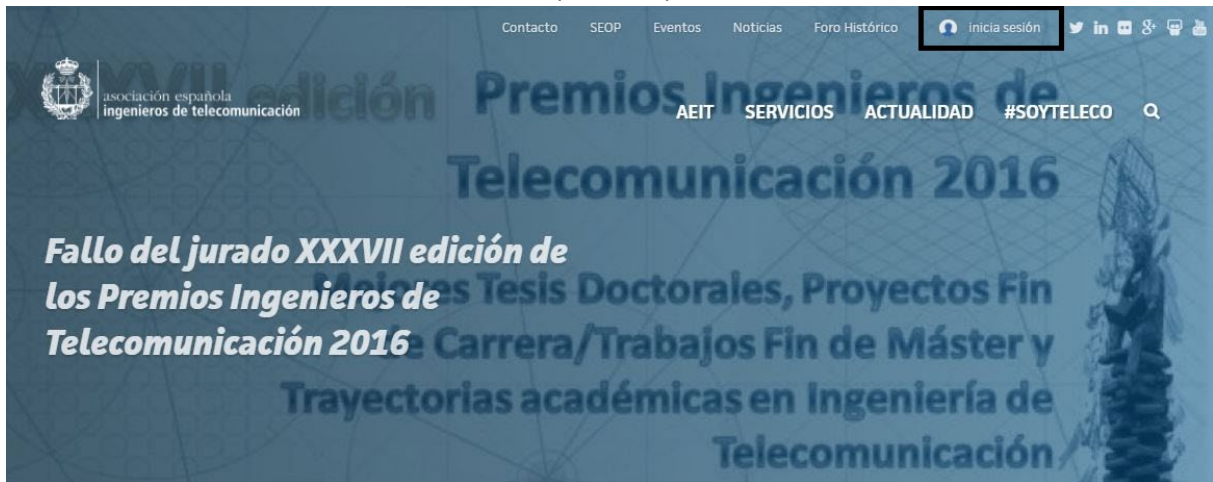 Contacto SEOP Eventos Noticias Foro Histórico inicia sesión
asociación española
ingenieros de telecomunicación
AEIT SERVICIOS ACTUALIDAD #SOYTELECO
XXXVII edición Premios Ingenieros de
Telecomunicación 2016
Fallo del jurado XXXVII edición de
los Premios Ingenieros de
Telecomunicación 2016
Mejores Tesis Doctorales, Proyectos Fin
de Carrera/Trabajos Fin de Máster y
Trayectorias académicas en Ingeniería de
Telecomunicación